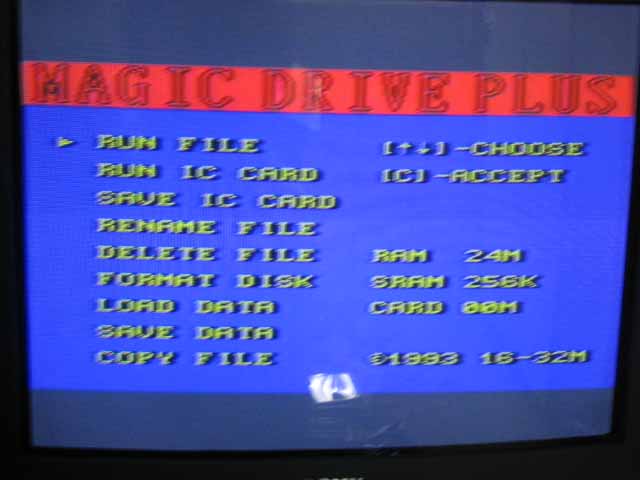 MAGIC DRIVE PLUS
► RUN FILE [↑↓]-CHOOSE
RUN IC CARD [C]-ACCEPT
SAVE IC CARD
RENAME FILE
DELETE FILE RAM 24M
FORMAT DISK SRAM 256K
LOAD DATA CARD 00M
SAVE DATA
COPY FILE ©1993 16-32M